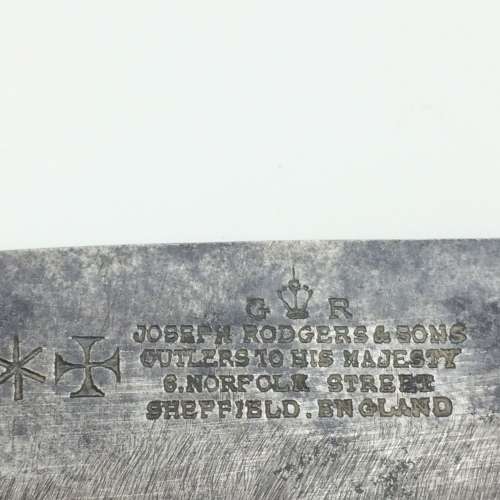 G R
JOSEPH RODGERS & SONS
CUTLERS TO HIS MAJESTY
6. NORFOLK STREET
SHEFFIELD. ENGLAND